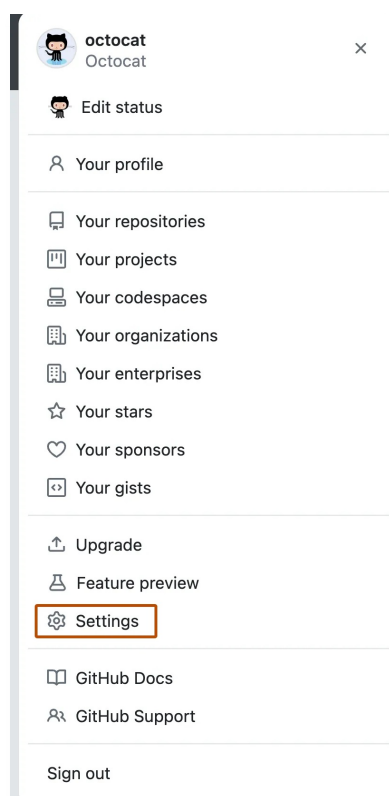 octocat
Octocat
Edit status
Your profile
Your repositories
Your projects
Your codespaces
Your organizations
Your enterprises
Your stars
Your sponsors
Your gists
Upgrade
Feature preview
Settings
GitHub Docs
GitHub Support
Sign out